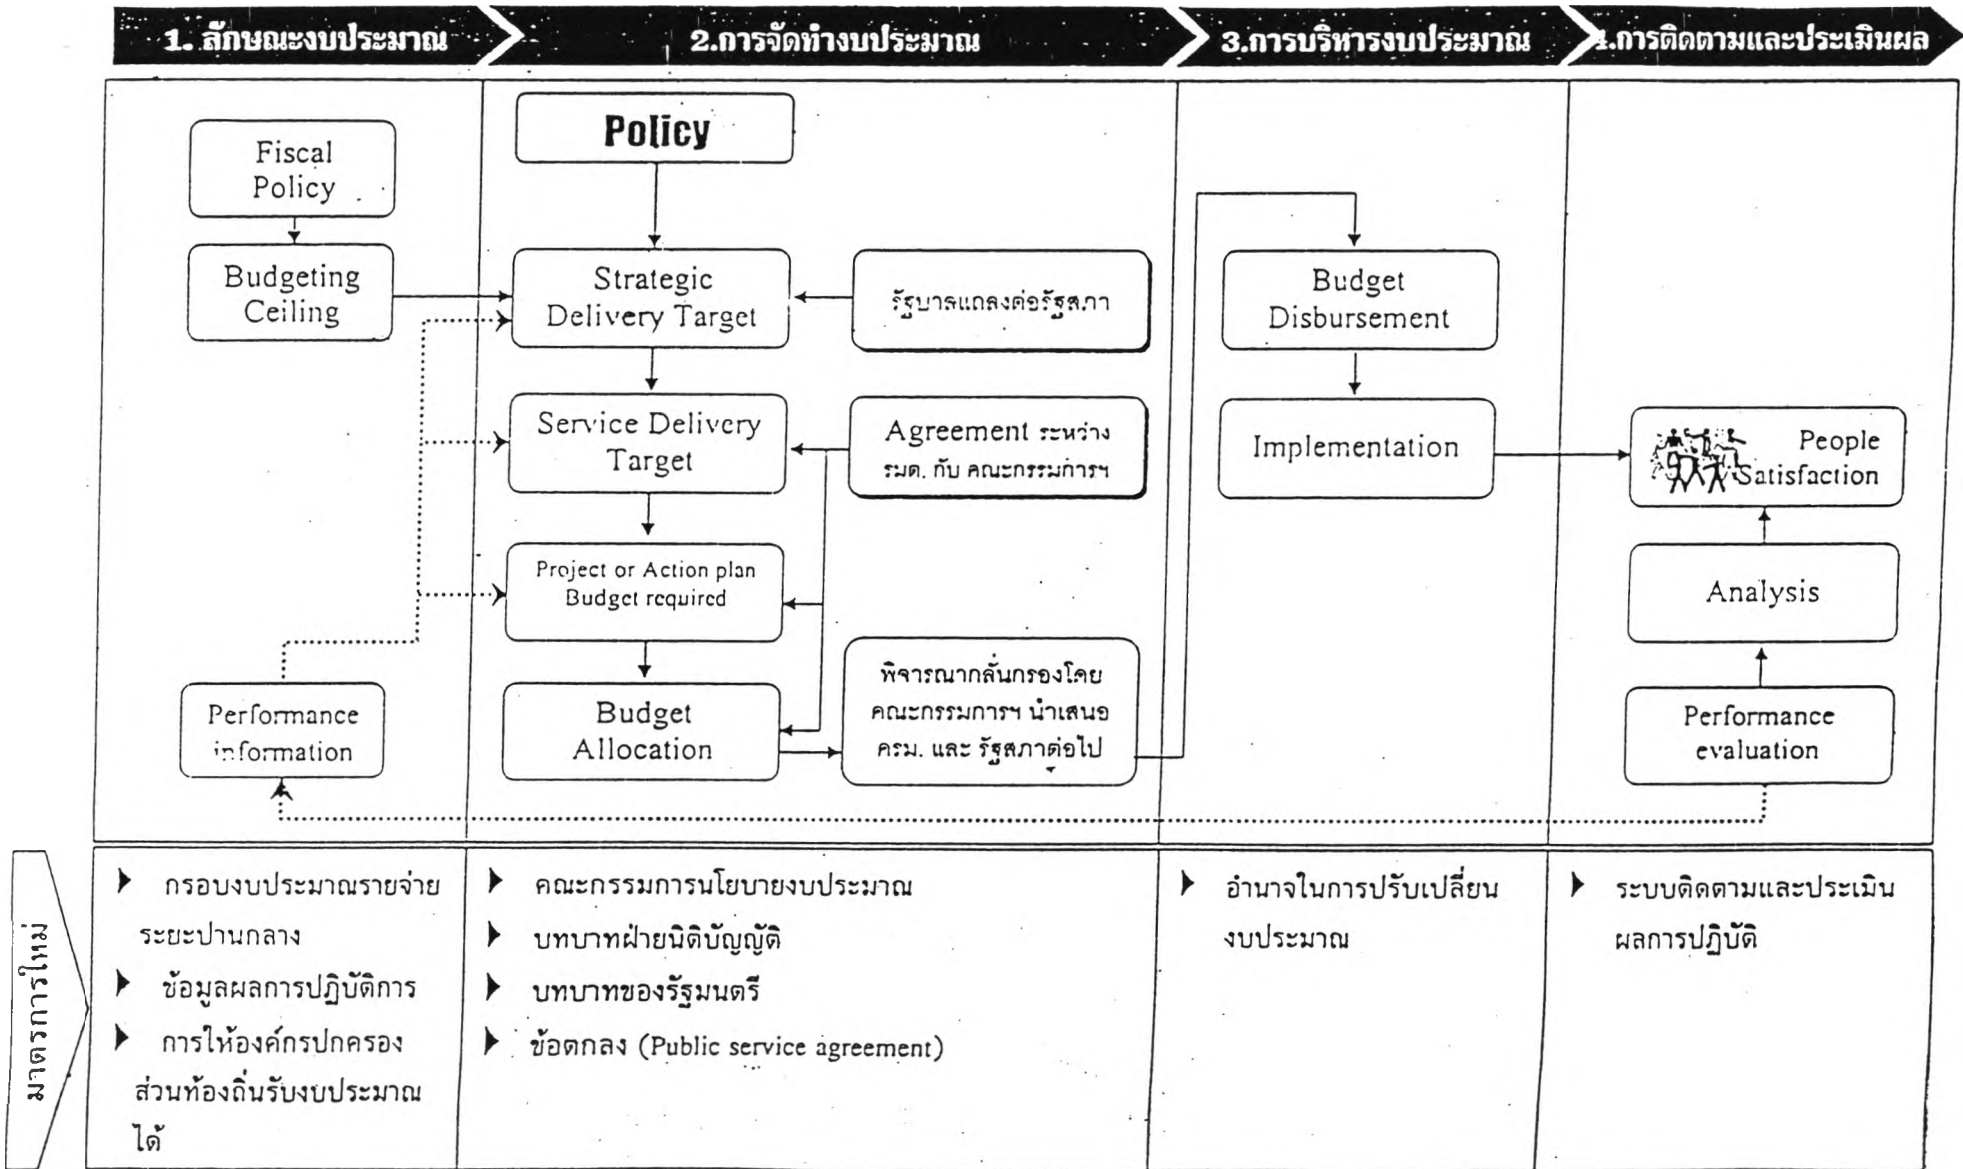 1. ลักษณะงบประมาณ
2.การจัดทำงบประมาณ
3.การบริหารงบประมาณ
4.การติดตามและประเมินผล
Fiscal
Policy
Budgeting
Ceiling
Performance
information
Policy
Strategic
Delivery Target
รัฐบาลแถลงต่อรัฐสภา
Service Delivery
Target
Agreement ระหว่าง
รมต. กับ คณะกรรมการฯ
Project or Action plan
Budget required
Budget
Allocation
พิจารณากลั่นกรองโดย
คณะกรรมการฯ นำเสนอ
ครม. และ รัฐสภาต่อไป
Budget
Disbursement
Implementation
People
Satisfaction
Analysis
Performance
evaluation
มาตรการใหม่
กรอบงบประมาณรายจ่าย
ระยะปานกลาง
ข้อมูลผลการปฏิบัติการ
การให้องค์กรปกครอง
ส่วนท้องถิ่นรับงบประมาณ
ได้
คณะกรรมการนโยบายงบประมาณ
บทบาทฝ่ายนิติบัญญัติ
บทบาทของรัฐมนตรี
ข้อตกลง (Public service agreement)
อำนาจในการปรับเปลี่ยน
งบประมาณ
ระบบติดตามและประเมิน
ผลการปฏิบัติ